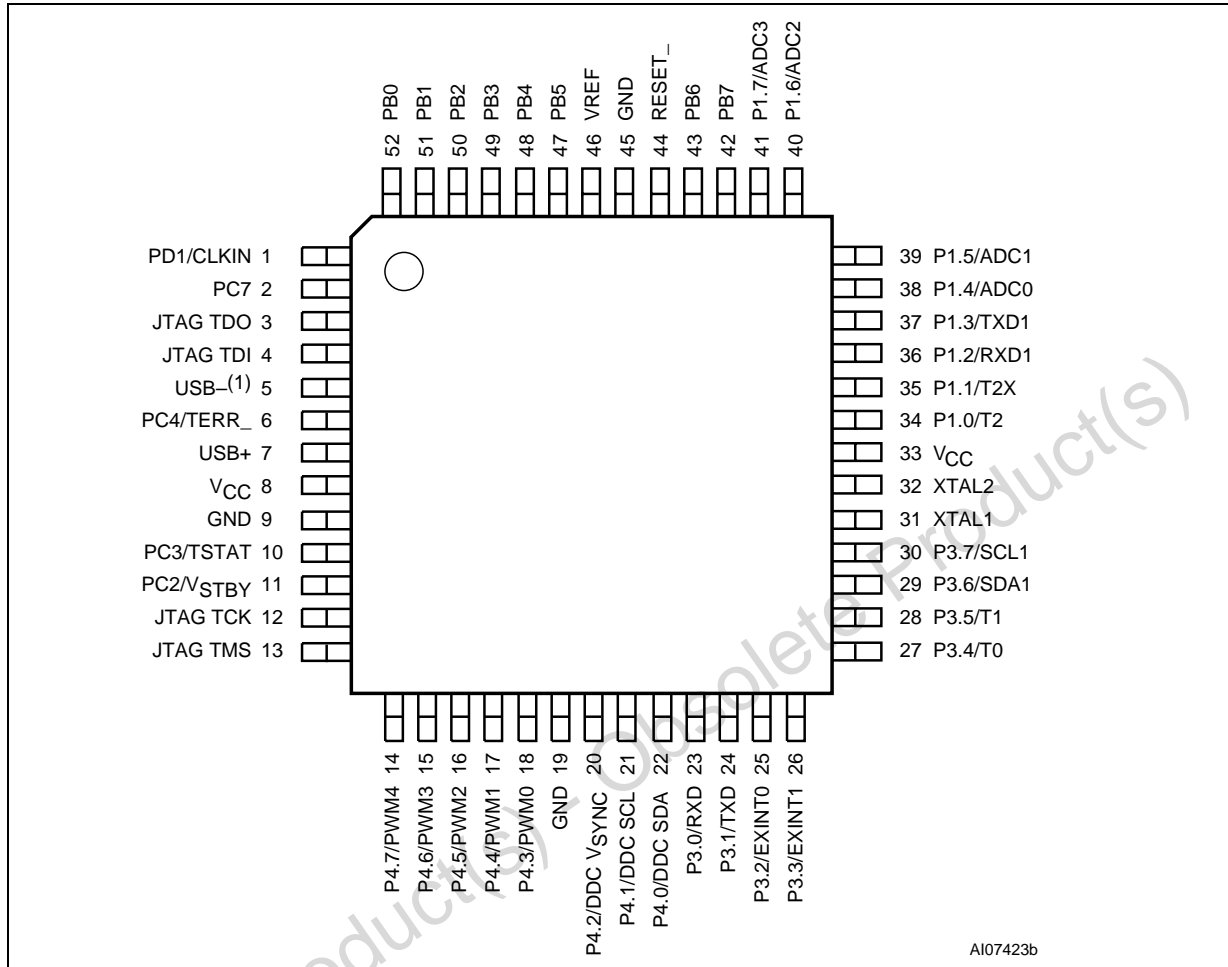 52 PB0
51 PB1
50 PB2
49 PB3
48 PB4
47 PB5
46 VREF
45 GND
44 RESET_
43 PB6
42 PB7
41 P1.7/ADC3
40 P1.6/ADC2
PD1/CLKIN 1
PC7 2
JTAG TDO 3
JTAG TDI 4
USB–(1) 5
PC4/TERR_ 6
USB+ 7
VCC 8
GND 9
PC3/TSTAT 10
PC2/VSTBY 11
JTAG TCK 12
JTAG TMS 13
39 P1.5/ADC1
38 P1.4/ADC0
37 P1.3/TXD1
36 P1.2/RXD1
35 P1.1/T2X
34 P1.0/T2
33 VCC
32 XTAL2
31 XTAL1
30 P3.7/SCL1
29 P3.6/SDA1
28 P3.5/T1
27 P3.4/T0
P4.7/PWM4 14
P4.6/PWM3 15
P4.5/PWM2 16
P4.4/PWM1 17
P4.3/PWM0 18
GND 19
P4.2/DDC VSYNC 20
P4.1/DDC SCL 21
P4.0/DDC SDA 22
P3.0/RXD 23
P3.1/TXD 24
P3.2/EXINT0 25
P3.3/EXINT1 26
oduct(s) - Obsolete Product(s)
AI07423b